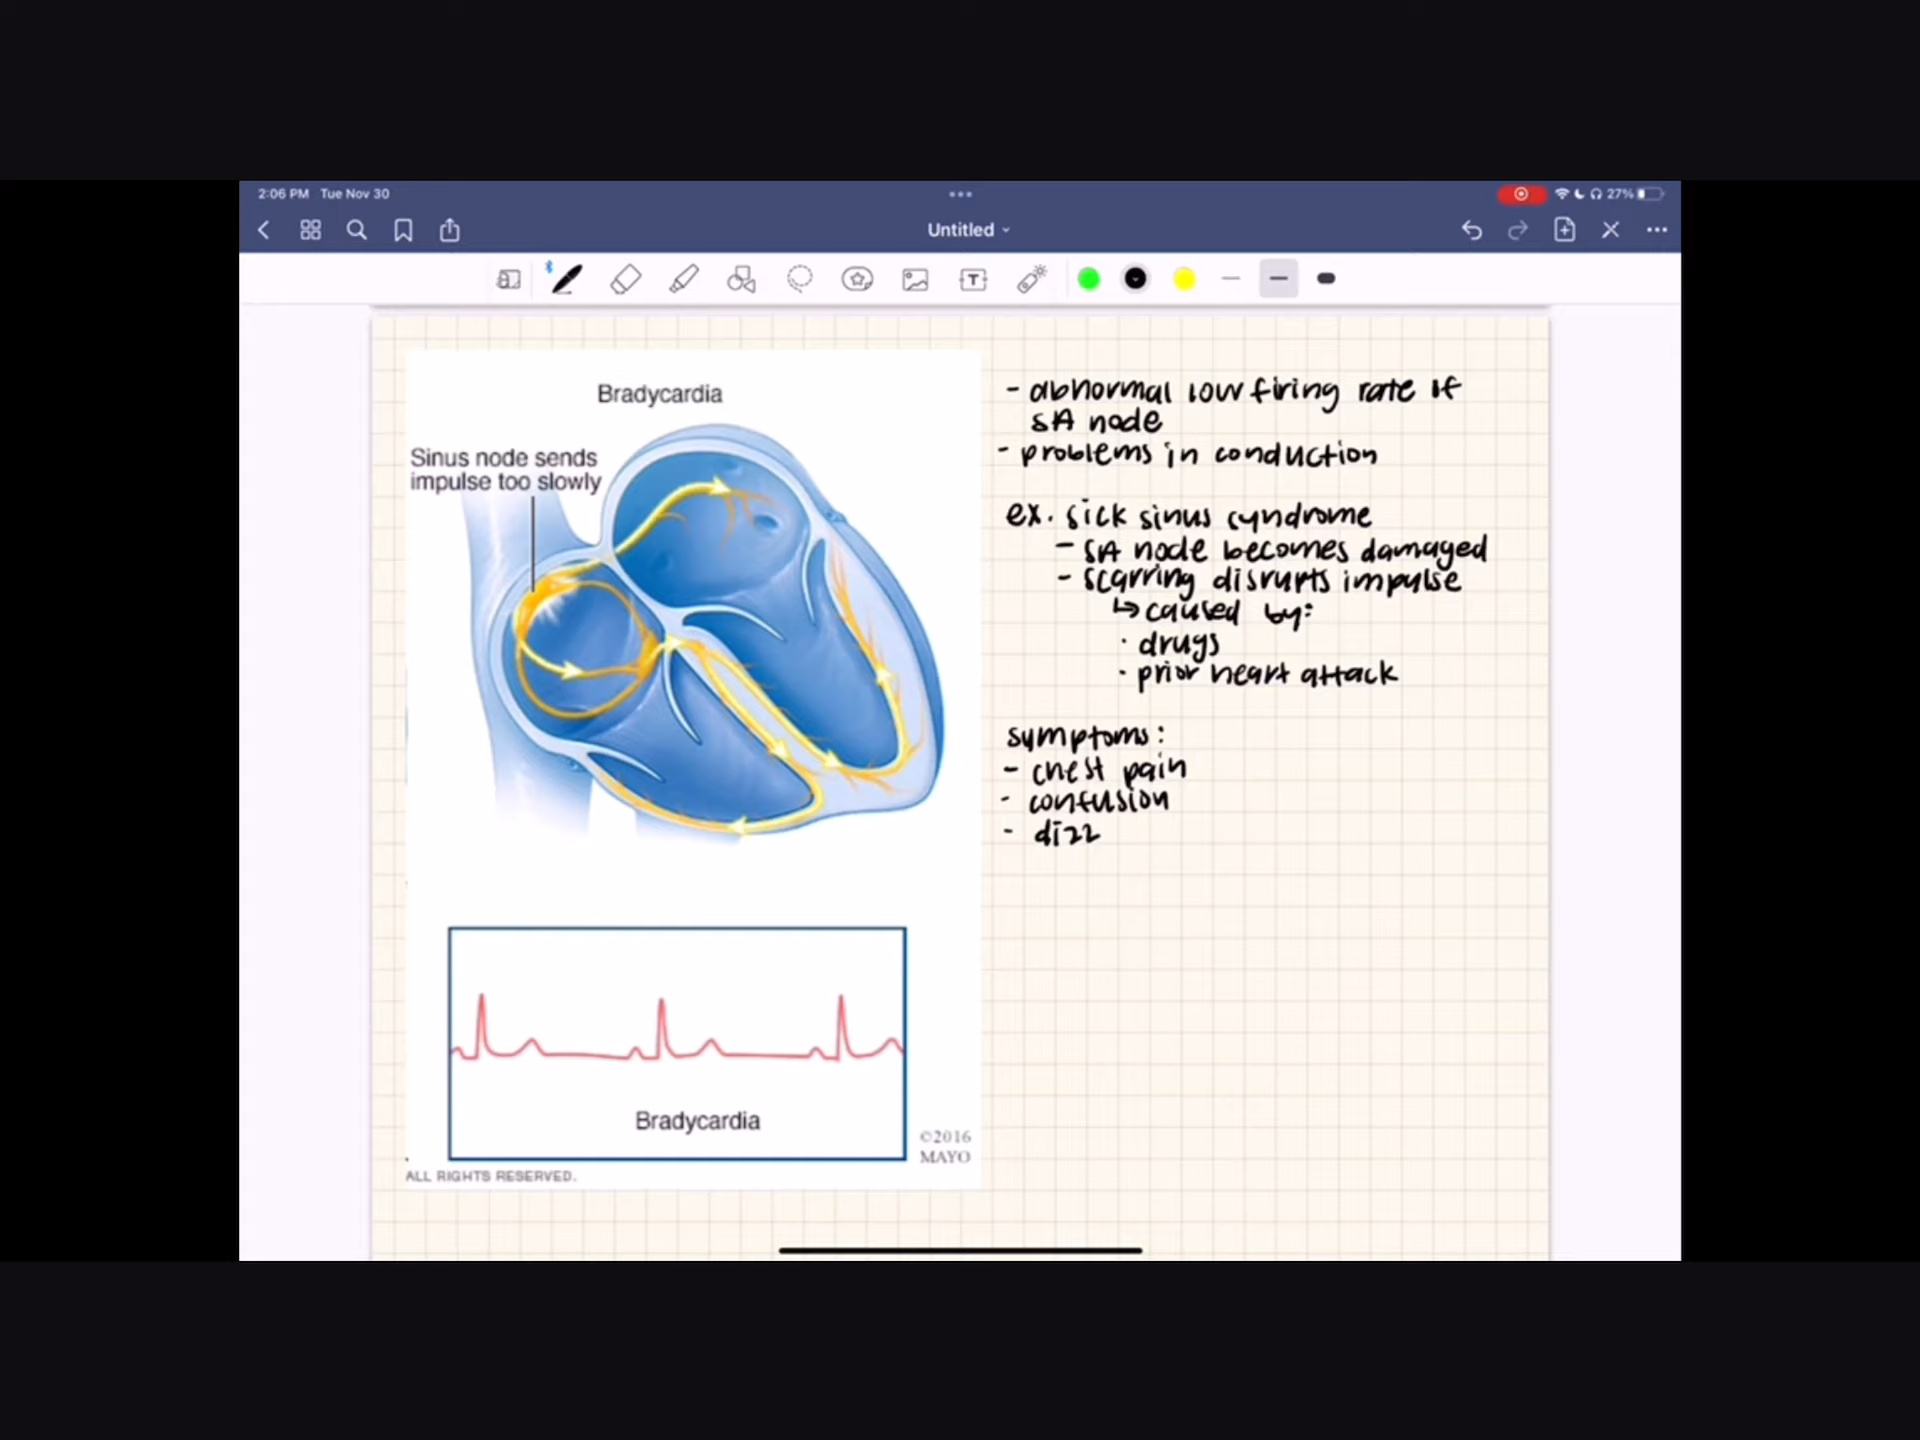 2:06 PM Tue Nov 30
27%
Untitled
Bradycardia
Sinus node sends
impulse too slowly
Bradycardia
©2016
MAYO
ALL RIGHTS RESERVED.
- abnormal low firing rate of
SA node
- problems in conduction
ex. sick sinus syndrome
- SA node becomes damaged
- scarring disrupts impulse
↳ caused by:
· drugs
· prior heart attack
symptoms:
- chest pain
- confusion
- dizz